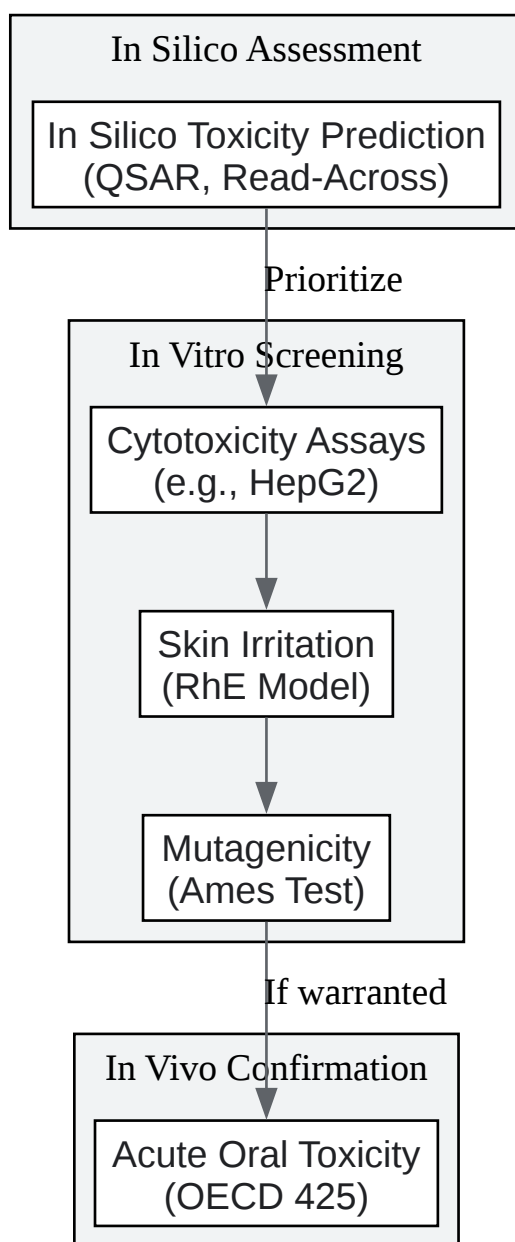 In Silico Assessment
In Silico Toxicity Prediction
(QSAR, Read-Across)
Prioritize
In Vitro Screening
Cytotoxicity Assays
(e.g., HepG2)
Skin Irritation
(RhE Model)
Mutagenicity
(Ames Test)
If warranted
In Vivo Confirmation
Acute Oral Toxicity
(OECD 425)